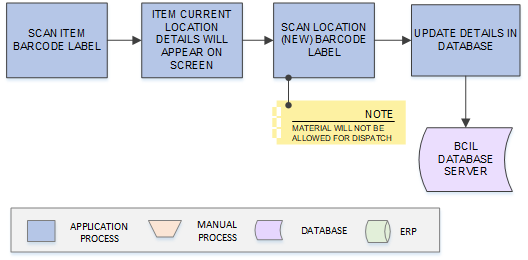 SCAN ITEM
BARCODE LABEL
ITEM CURRENT
LOCATION
DETAILS WILL
APPEAR ON
SCREEN
SCAN LOCATION
(NEW) BARCODE
LABEL
UPDATE DETAILS IN
DATABASE
NOTE
MATERIAL WILL NOT BE
ALLOWED FOR DISPATCH
BCIL
DATABASE
SERVER
APPLICATION
PROCESS
MANUAL
PROCESS
DATABASE
ERP